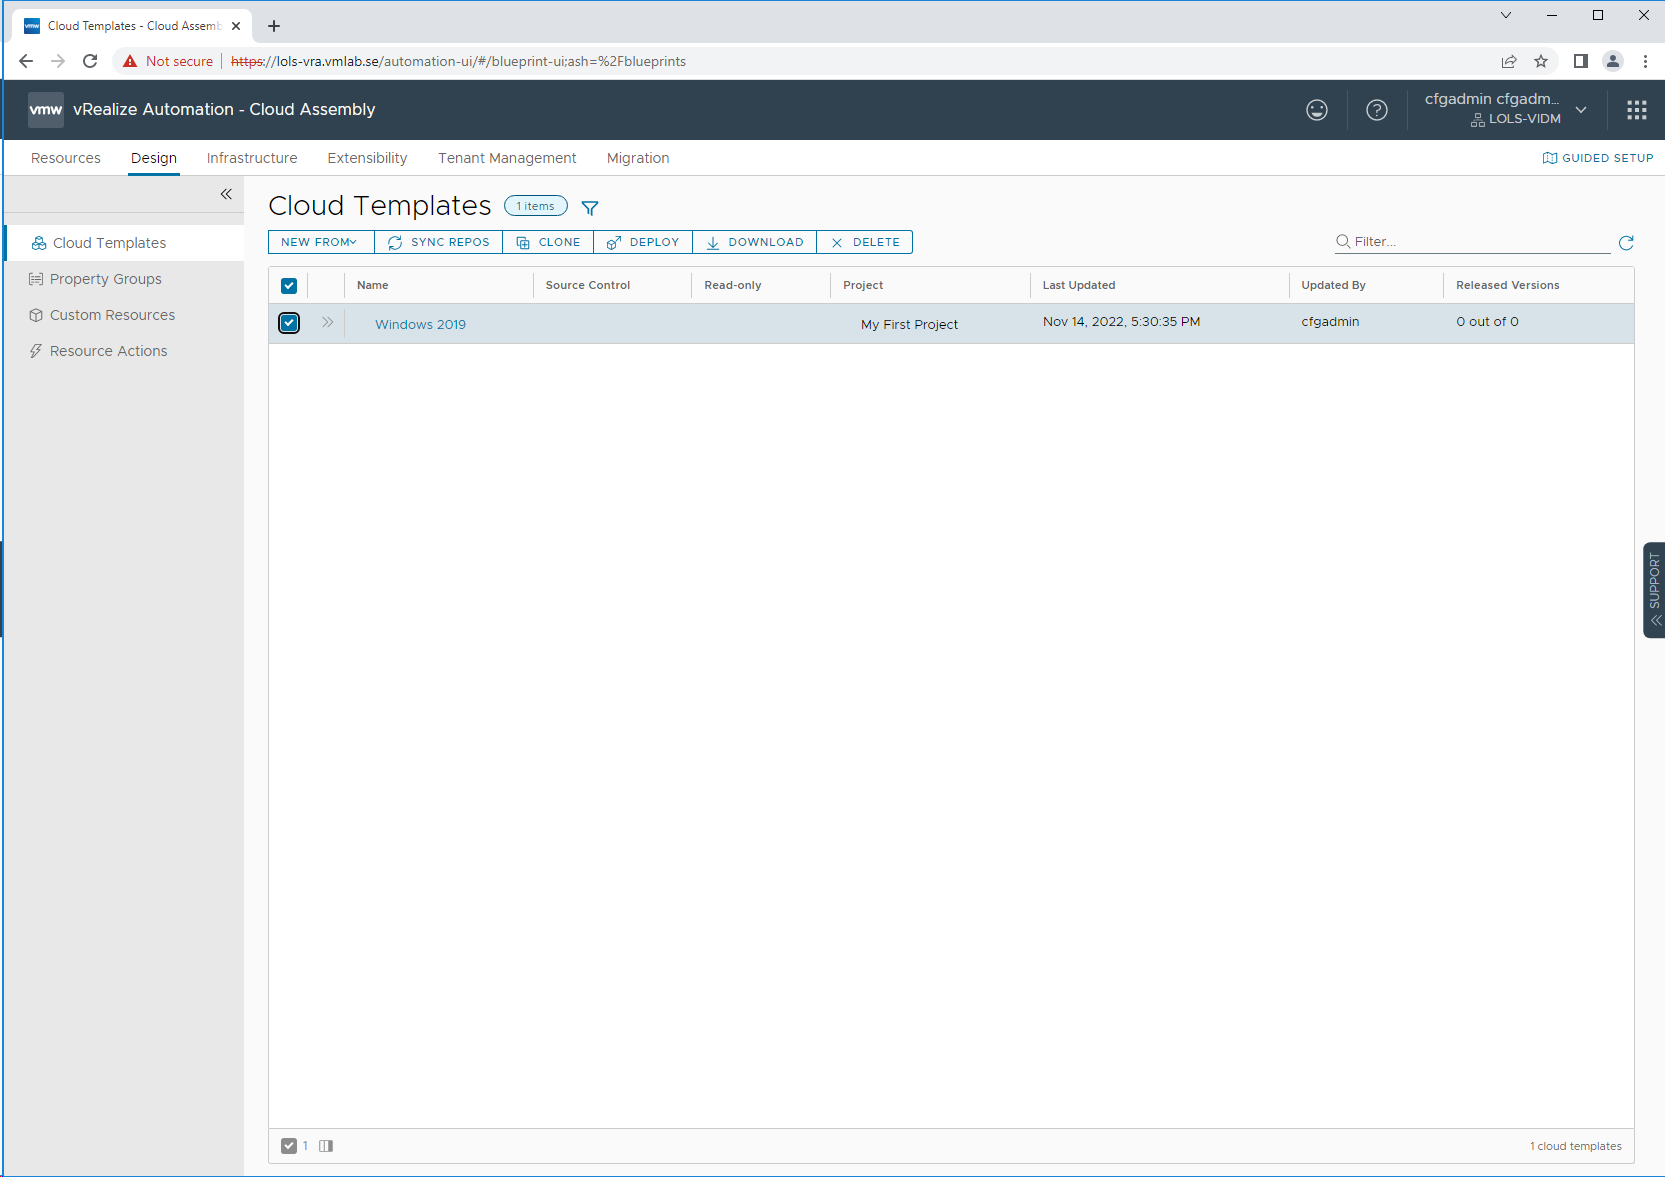 vmw Cloud Templates - Cloud Assemb
Not secure https://lols-vra.vmlab.se/automation-ui/#/blueprint-ui;ash=%2Fblueprints
vmw vRealize Automation - Cloud Assembly
cfgadmin cfgadm...
LOLS-VIDM
Resources Design Infrastructure Extensibility Tenant Management Migration GUIDED SETUP
Cloud Templates
Property Groups
Custom Resources
Resource Actions
Cloud Templates 1 items
NEW FROM SYNC REPOS CLONE DEPLOY DOWNLOAD DELETE Filter...
Name Source Control Read-only Project Last Updated Updated By Released Versions
Windows 2019 My First Project Nov 14, 2022, 5:30:35 PM cfgadmin 0 out of 0
SUPPORT
1 1 cloud templates